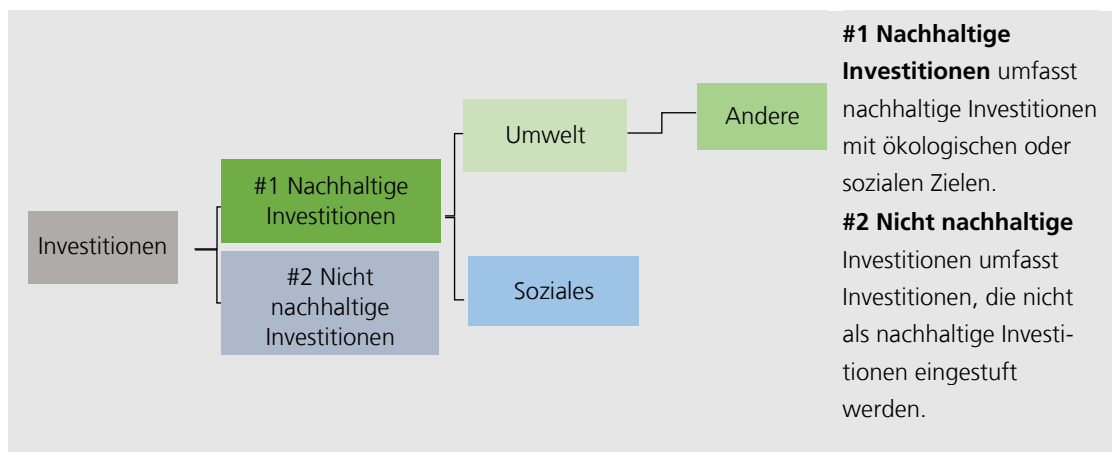 Investitionen
#1 Nachhaltige
Investitionen
#2 Nicht
nachhaltige
Investitionen
Umwelt
Soziales
Andere
#1 Nachhaltige
Investitionen umfasst
nachhaltige Investitionen
mit ökologischen oder
sozialen Zielen.
#2 Nicht nachhaltige
Investitionen umfasst
Investitionen, die nicht
als nachhaltige Investi-
tionen eingestuft
werden.